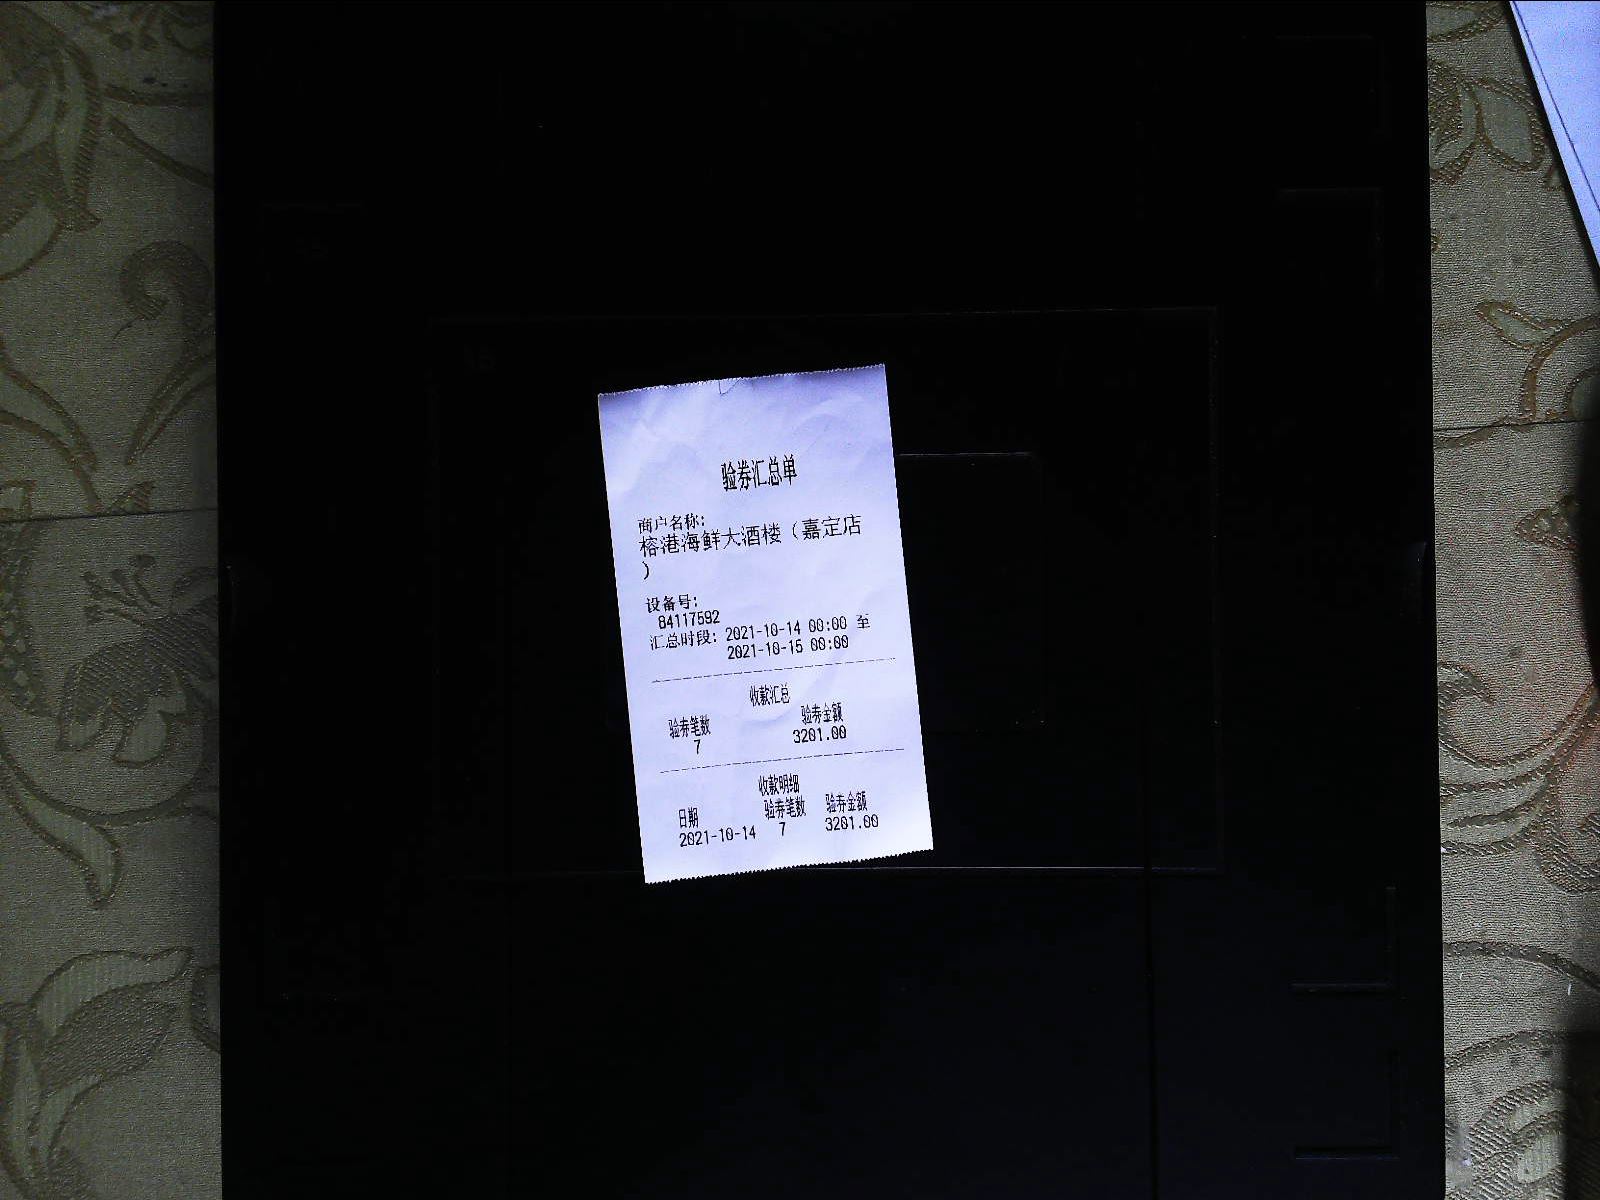 验券汇总单
商户名称:
榕港海鲜大酒楼（嘉定店
）
设备号:
84117592
汇总时段: 2021-10-14 00:00 至
2021-10-15 00:00
收款汇总
验券笔数 验券金额
7 3201.00
收款明细
日期 验券笔数 验券金额
2021-10-14 7 3201.00